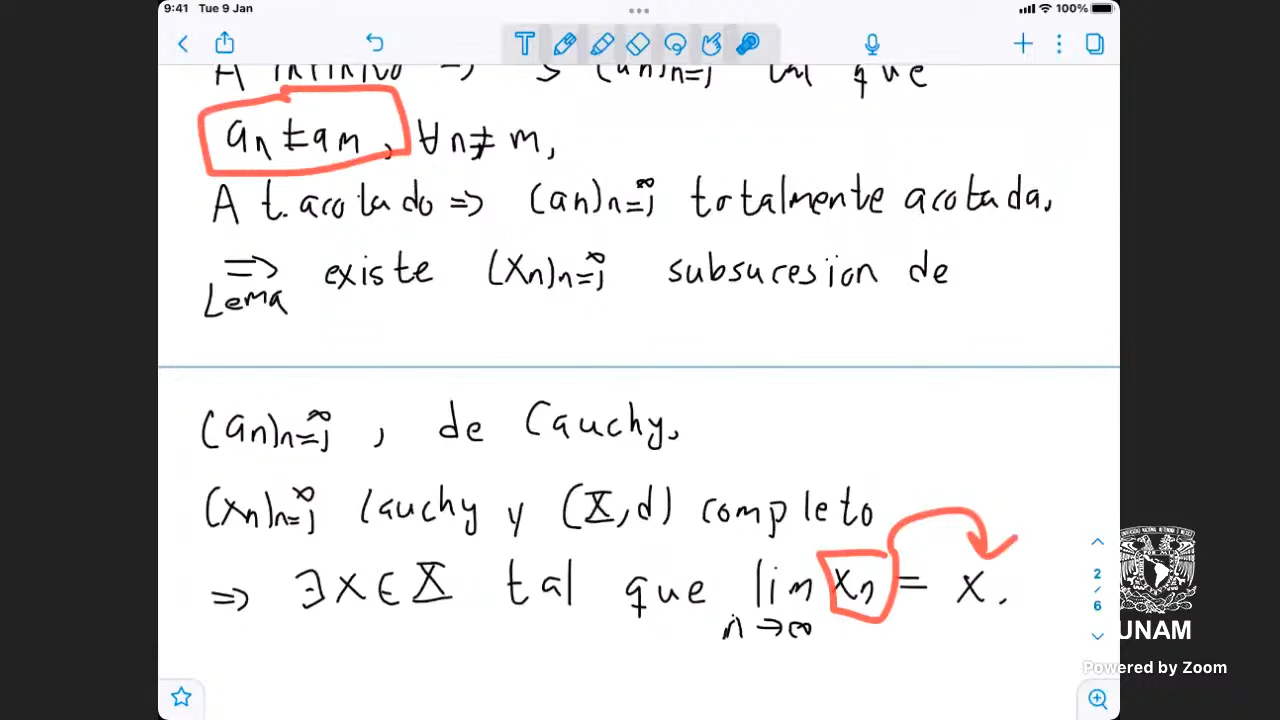 9:41 Tue 9 Jan
100%
A infinito ⇒ ∃ (an)n=1 tal que
an ≠ am, ∀n≠m,
A t. acotado ⇒ (an)n=1^∞ totalmente acotada,
⇒ existe (Xn)n=1^∞ subsucesion de
Lema
(an)n=1^∞, de Cauchy,
(Xn)n=1^∞ Cauchy y (X,d) completo
⇒ ∃x∈X tal que lim xn = x.
n→∞
2/6
UNAM
Powered by Zoom